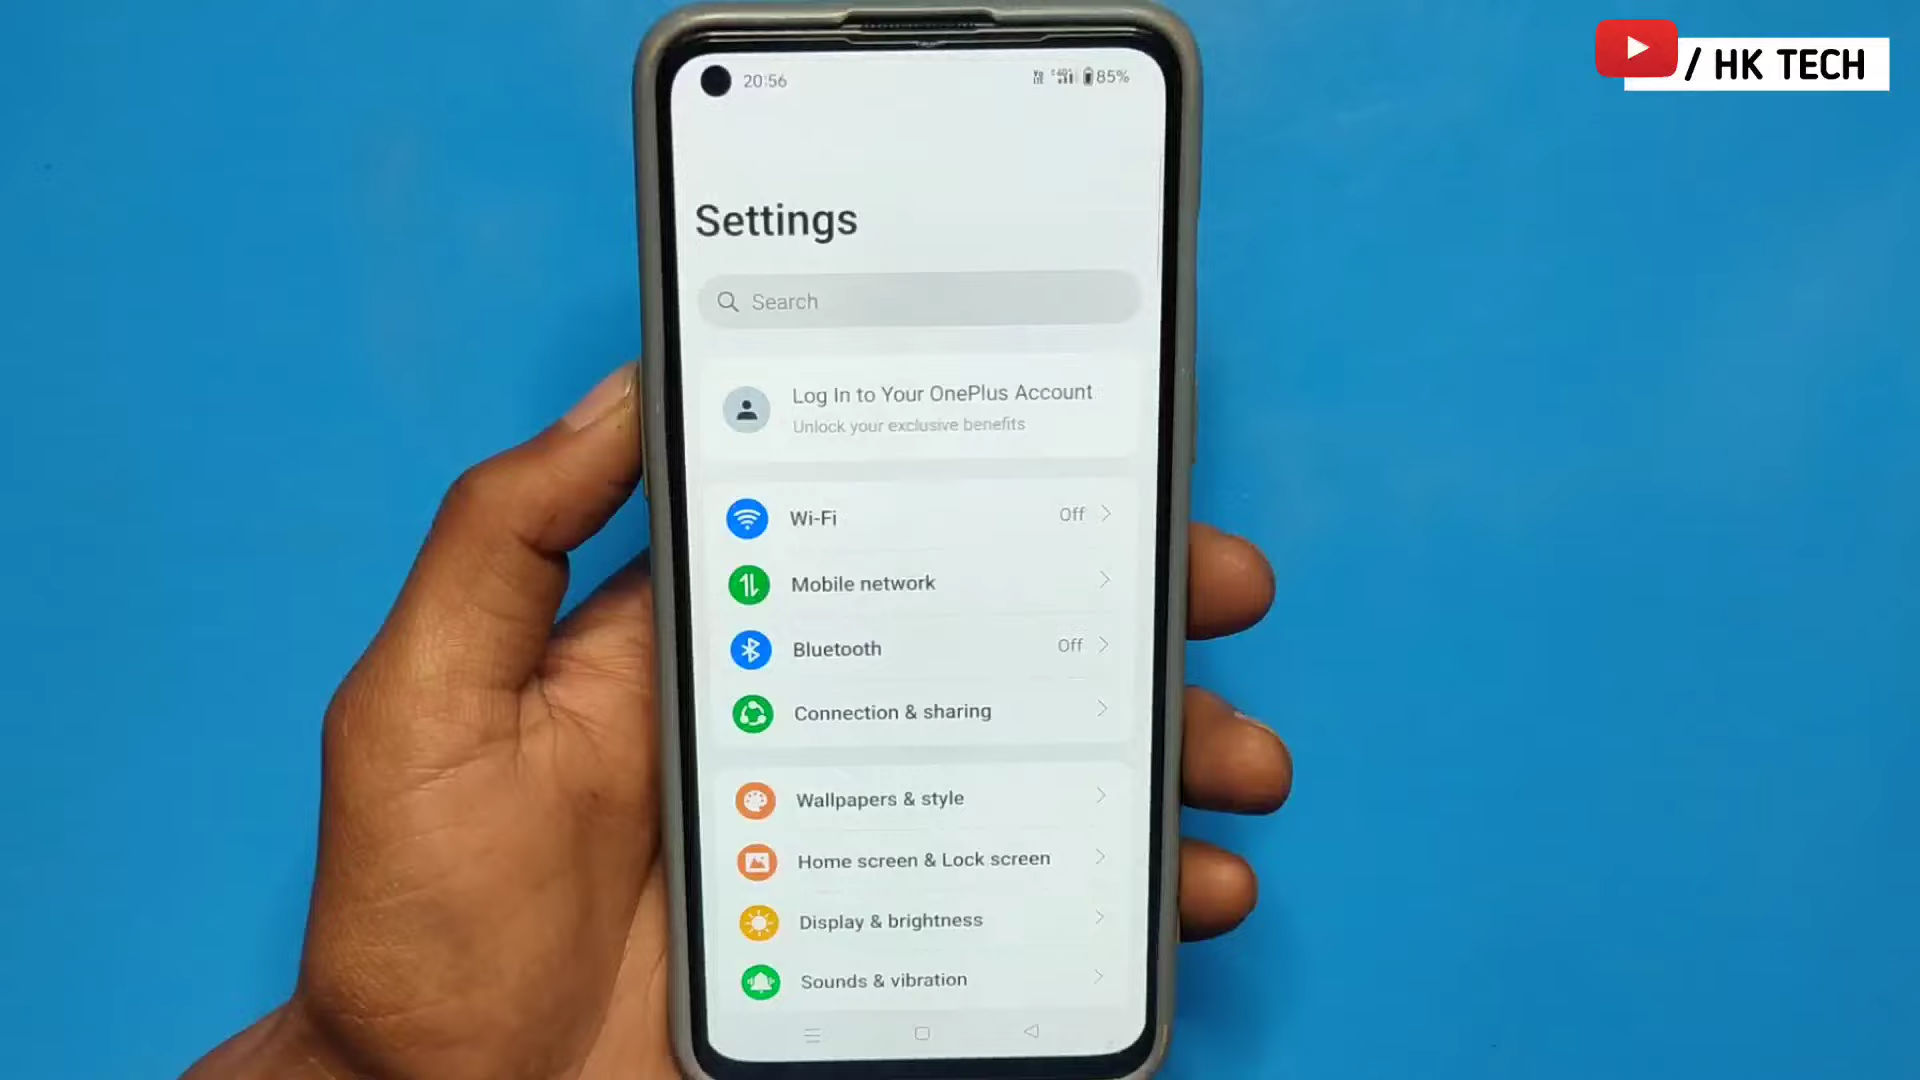 / HK TECH
20:56
85%
Settings
Search
Log In to Your OnePlus Account
Unlock your exclusive benefits
Wi-Fi Off
Mobile network
Bluetooth Off
Connection & sharing
Wallpapers & style
Home screen & Lock screen
Display & brightness
Sounds & vibration